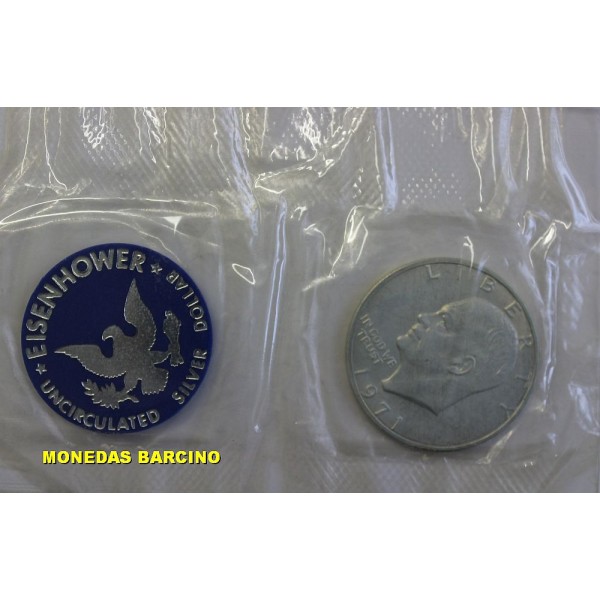 ★ EISENHOWER ★
UNCIRCULATED SILVER DOLLAR
LIBERTY
IN GOD WE
TRUST
1971
MONEDAS BARCINO